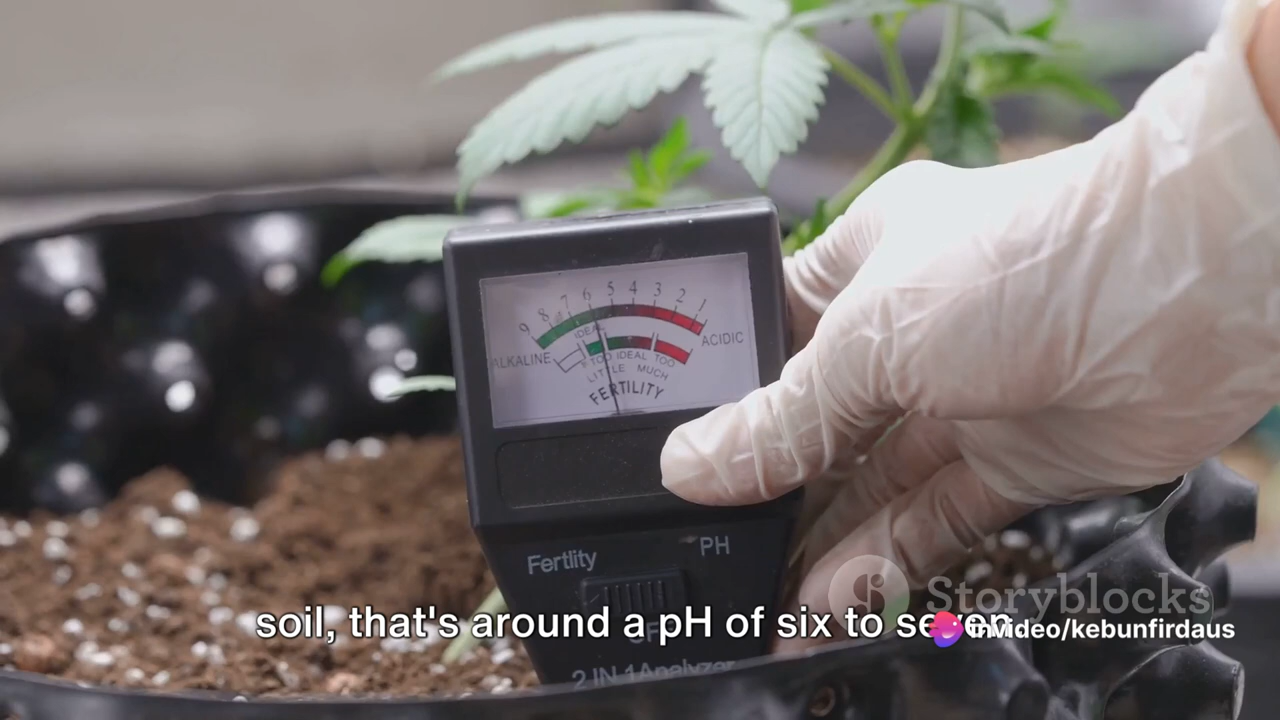 9 8 7 6 5 4 3 2 1
IDEAL
ALKALINE
ACIDIC
TOO IDEAL TOO
LITTLE MUCH
FERTILITY
Fertlity
PH
Storyblocks
soil, that's around a pH of six to seven.
invideo/kebunfirdaus
2 IN 1 Analyzer